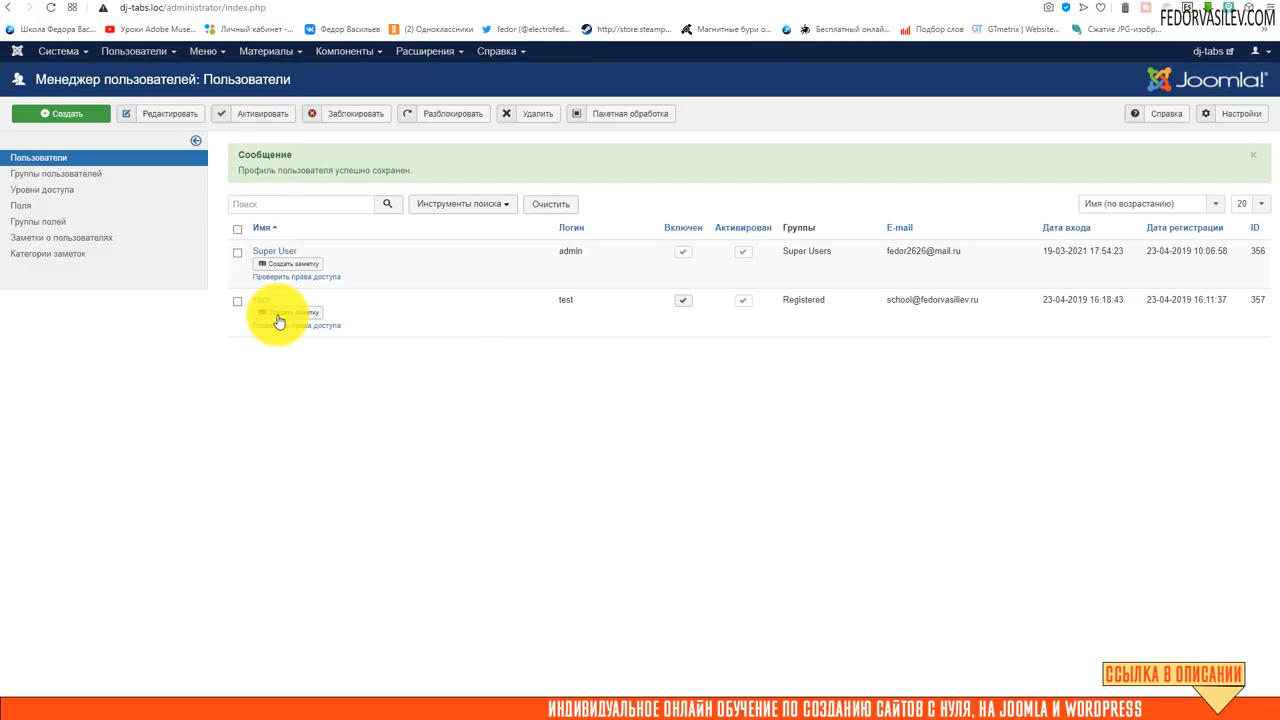 dj-tabs.loc/administrator/index.php
FEDORVASILEV.COM
Школа Федора Вас... Уроки Adobe Muse... Личный кабинет -... Федор Васильев (2) Одноклассники fedor (@electrofed... http://store.steamp... Магнитные бури о... Бесплатный онлай... Подбор слов GTmetrix | Website... Сжатие JPG-изобр... »
Система Пользователи Меню Материалы Компоненты Расширения Справка dj-tabs
Менеджер пользователей: Пользователи Joomla!
Создать Редактировать Активировать Заблокировать Разблокировать Удалить Пакетная обработка Справка Настройки
Пользователи
Группы пользователей
Уровни доступа
Поля
Группы полей
Заметки о пользователях
Категории заметок
Сообщение ×
Профиль пользователя успешно сохранен.
Поиск Инструменты поиска Очистить Имя (по возрастанию) 20
Имя Логин Включен Активирован Группы E-mail Дата входа Дата регистрации ID
Super User admin Super Users fedor2626@mail.ru 19-03-2021 17:54:23 23-04-2019 10:06:58 356
Создать заметку
Проверить права доступа
тест test Registered school@fedorvasiliev.ru 23-04-2019 16:18:43 23-04-2019 16:11:37 357
Создать заметку
Проверить права доступа
ССЫЛКА В ОПИСАНИИ
ИНДИВИДУАЛЬНОЕ ОНЛАЙН ОБУЧЕНИЕ ПО СОЗДАНИЮ САЙТОВ С НУЛЯ, НА JOOMLA И WORDPRESS